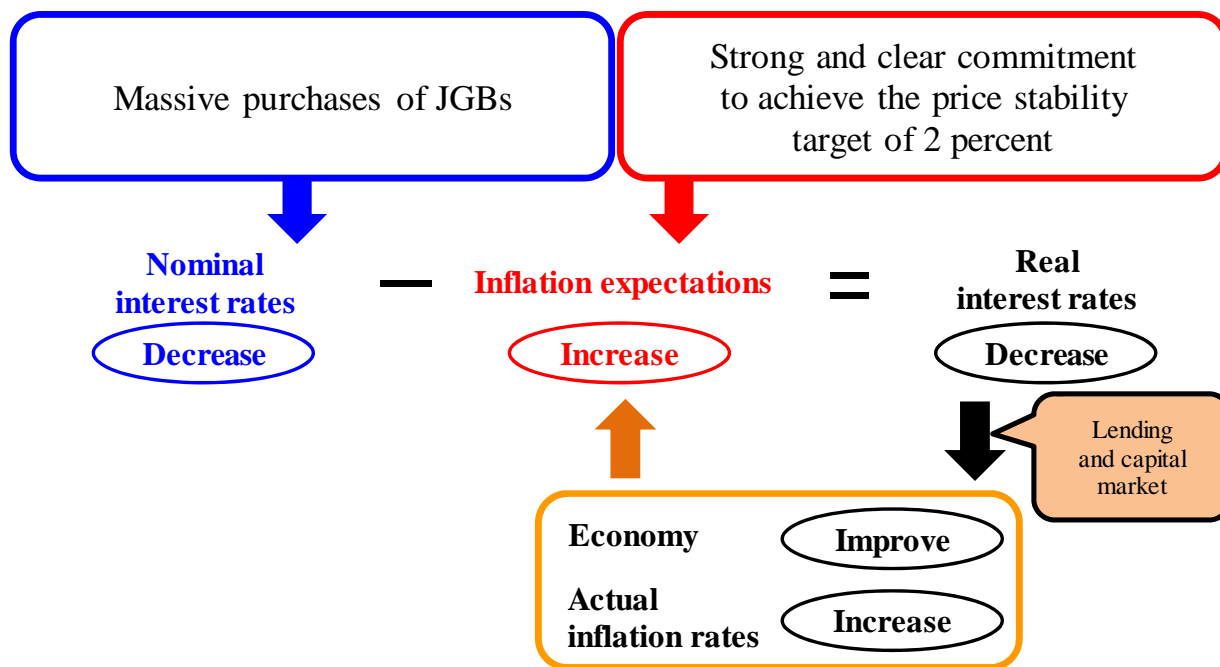 Massive purchases of JGBs
Strong and clear commitment
to achieve the price stability
target of 2 percent
Nominal
interest rates
Decrease
—
Inflation expectations
Increase
=
Real
interest rates
Decrease
Lending
and capital
market
Economy
Improve
Actual
inflation rates
Increase